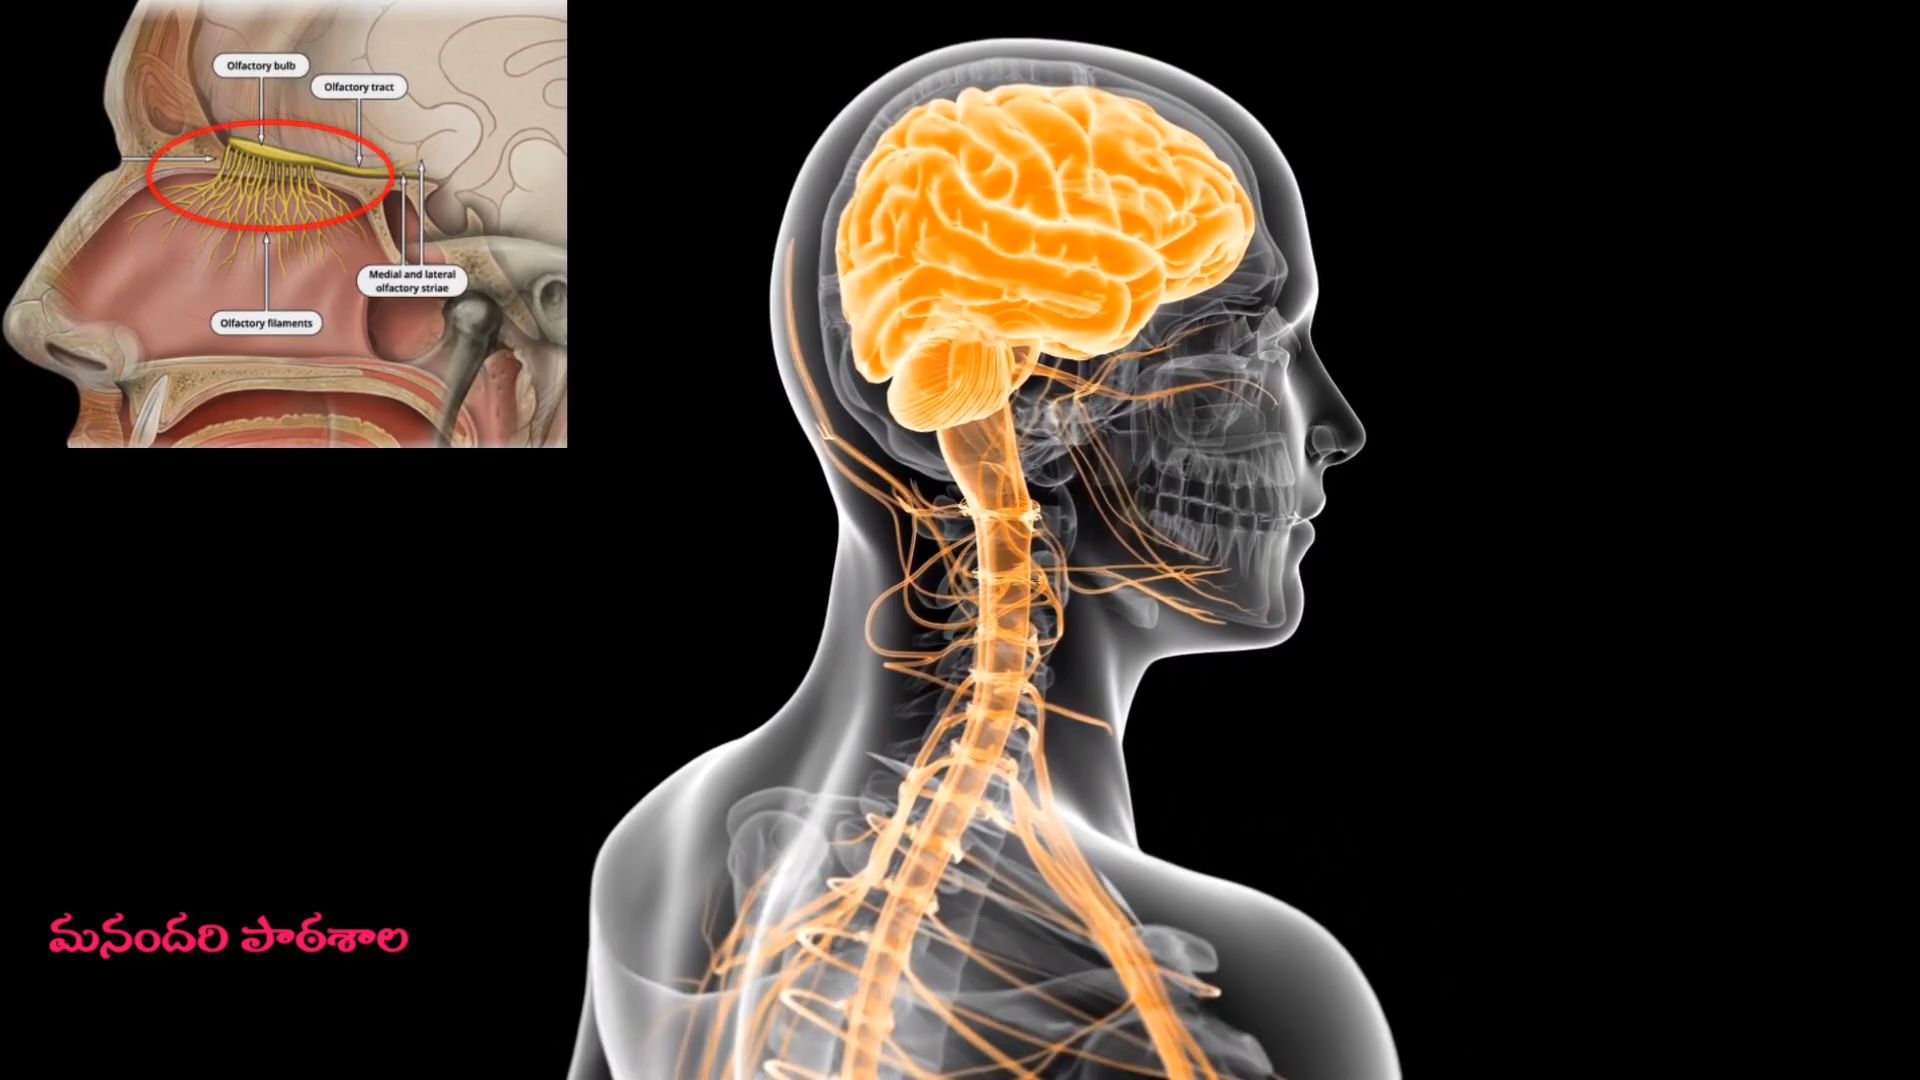 Olfactory bulb
Olfactory tract
Medial and lateral
olfactory striae
Olfactory filaments
మనందరి పాఠశాల